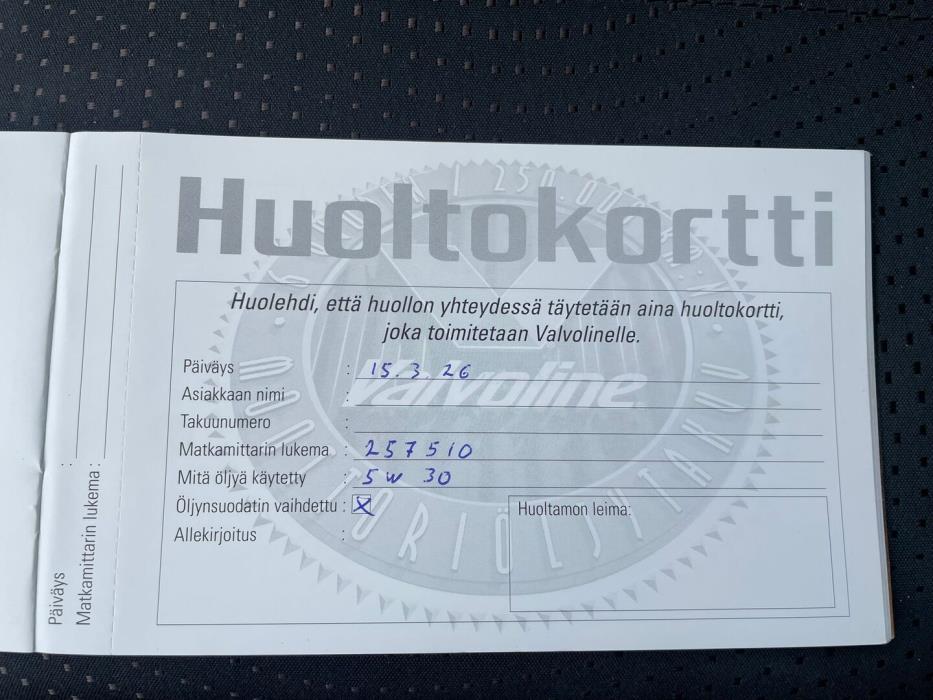 Huoltokortti
Huolehdi, että huollon yhteydessä täytetään aina huoltokortti,
joka toimitetaan Valvolinelle.
Päiväys : 15.3.26
Asiakkaan nimi :
Takuunumero :
Matkamittarin lukema : 257510
Mitä öljyä käytetty : 5W 30
Öljynsuodatin vaihdettu : X
Allekirjoitus :
Huoltamon leima:
Valvoline
MOOTTORIÖLJYTAKUU
Päiväys :
Matkamittarin lukema :